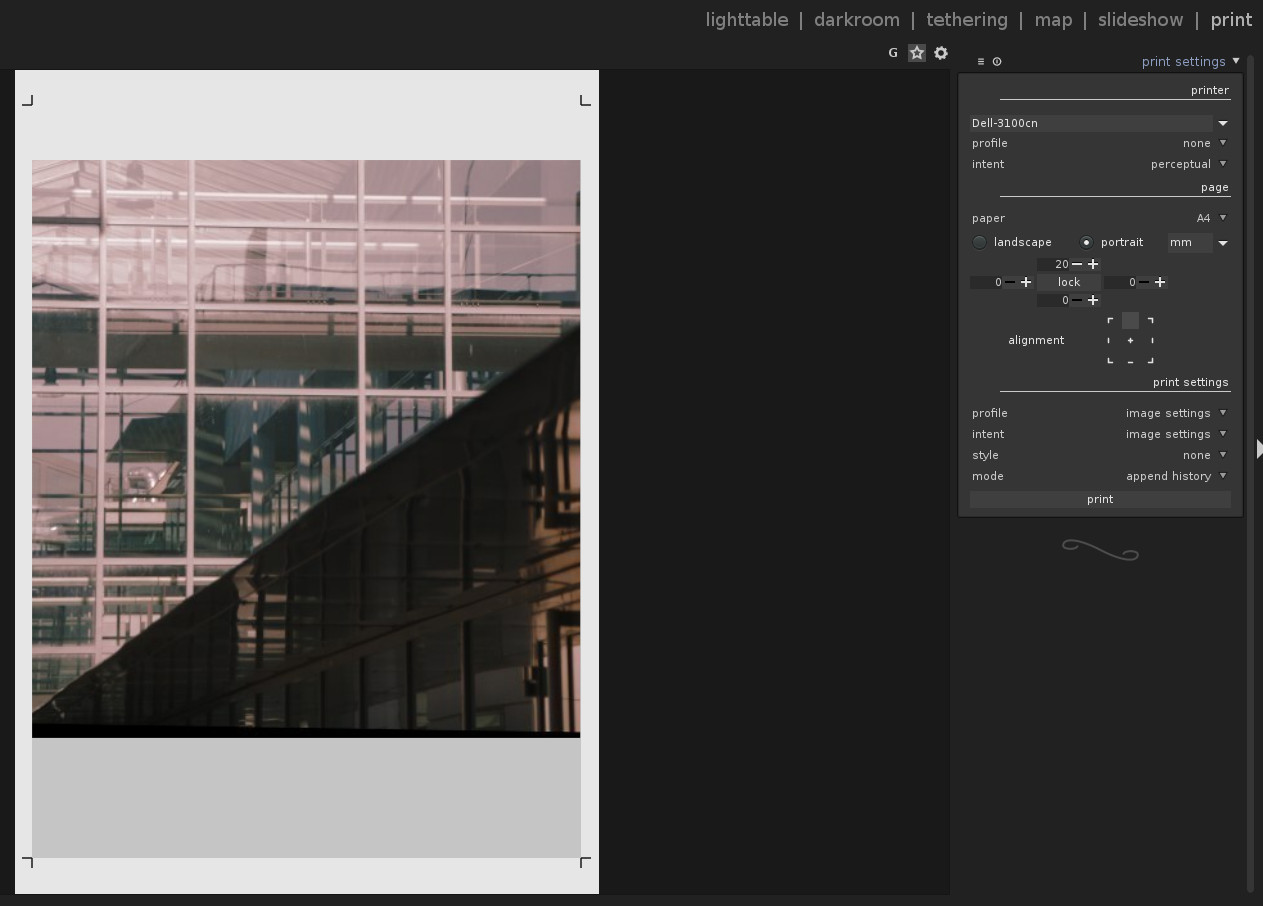 lighttable | darkroom | tethering | map | slideshow | print
G
print settings
printer
Dell-3100cn
profile none
intent perceptual
page
paper A4
landscape portrait mm
20
0 lock 0
0
alignment
print settings
profile image settings
intent image settings
style none
mode append history
print